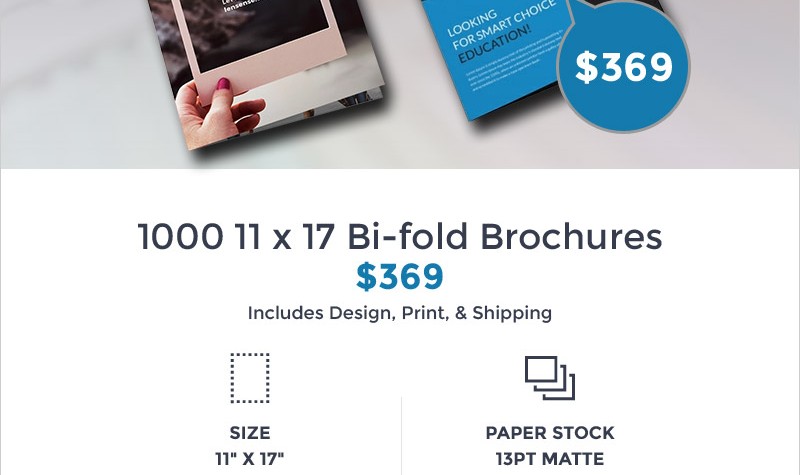 LOOKING
FOR SMART CHOICE
EDUCATION!
$369
1000 11 x 17 Bi-fold Brochures
$369
Includes Design, Print, & Shipping
SIZE
11" X 17"
PAPER STOCK
13PT MATTE